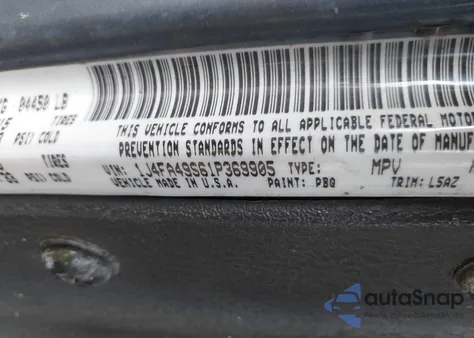 04450 LB
TIRES
PSI COLD
TIRES
PSI COLD
THIS VEHICLE CONFORMS TO ALL APPLICABLE FEDERAL MOTOR
PREVENTION STANDARDS IN EFFECT ON THE DATE OF MANUF
VIN: 1J4FA49S61P369905 TYPE: MPV
VEHICLE MADE IN U.S.A. PAINT: PBQ TRIM: L5AZ
autoSnap